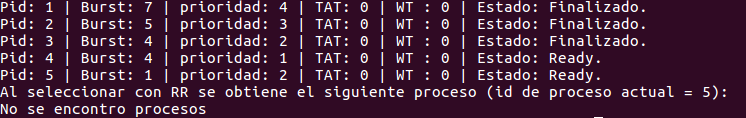 Pid: 1 | Burst: 7 | prioridad: 4 | TAT: 0 | WT : 0 | Estado: Finalizado.
Pid: 2 | Burst: 5 | prioridad: 3 | TAT: 0 | WT : 0 | Estado: Finalizado.
Pid: 3 | Burst: 4 | prioridad: 2 | TAT: 0 | WT : 0 | Estado: Finalizado.
Pid: 4 | Burst: 4 | prioridad: 1 | TAT: 0 | WT : 0 | Estado: Ready.
Pid: 5 | Burst: 1 | prioridad: 2 | TAT: 0 | WT : 0 | Estado: Ready.
Al seleccionar con RR se obtiene el siguiente proceso (id de proceso actual = 5):
No se encontro procesos